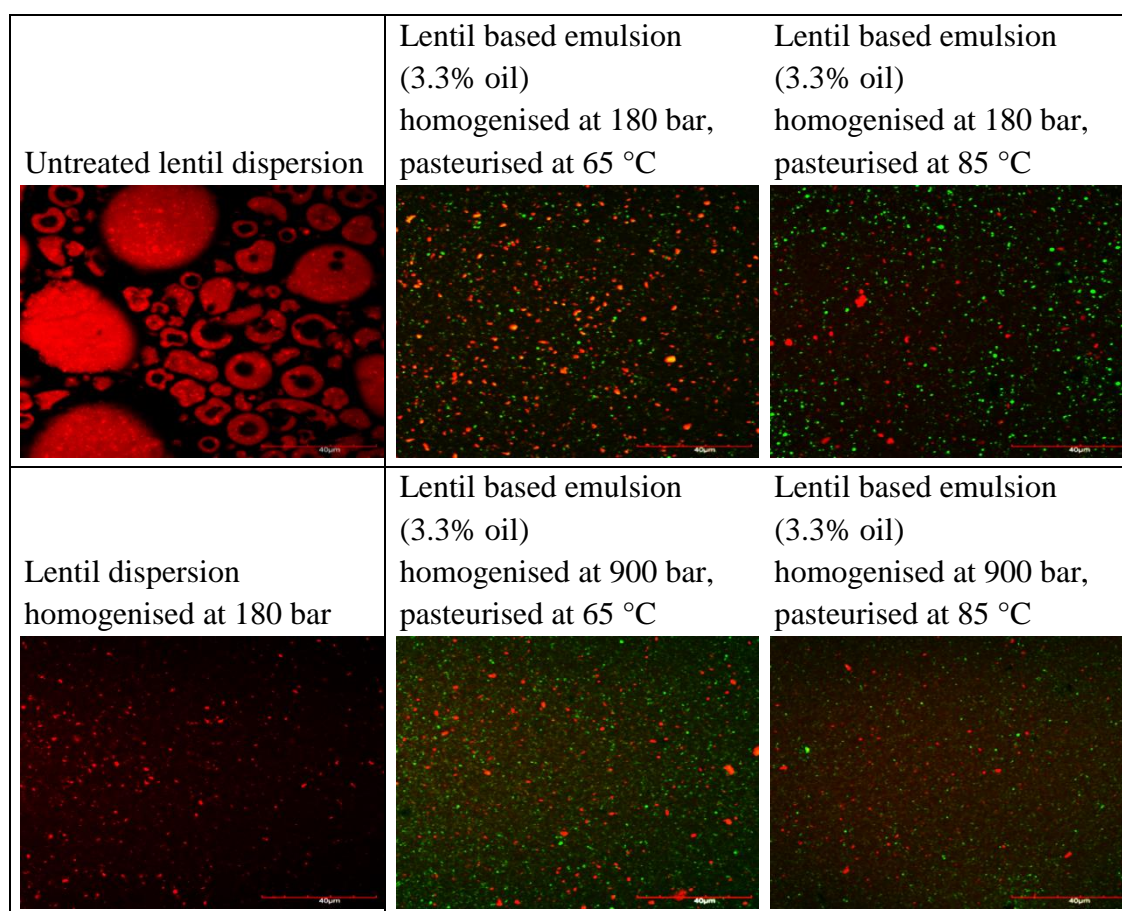 Untreated lentil dispersion
Lentil based emulsion
(3.3% oil)
homogenised at 180 bar,
pasteurised at 65 °C
Lentil based emulsion
(3.3% oil)
homogenised at 180 bar,
pasteurised at 85 °C
40µm
40µm
40µm
Lentil dispersion
homogenised at 180 bar
Lentil based emulsion
(3.3% oil)
homogenised at 900 bar,
pasteurised at 65 °C
Lentil based emulsion
(3.3% oil)
homogenised at 900 bar,
pasteurised at 85 °C
40µm
40µm
40µm